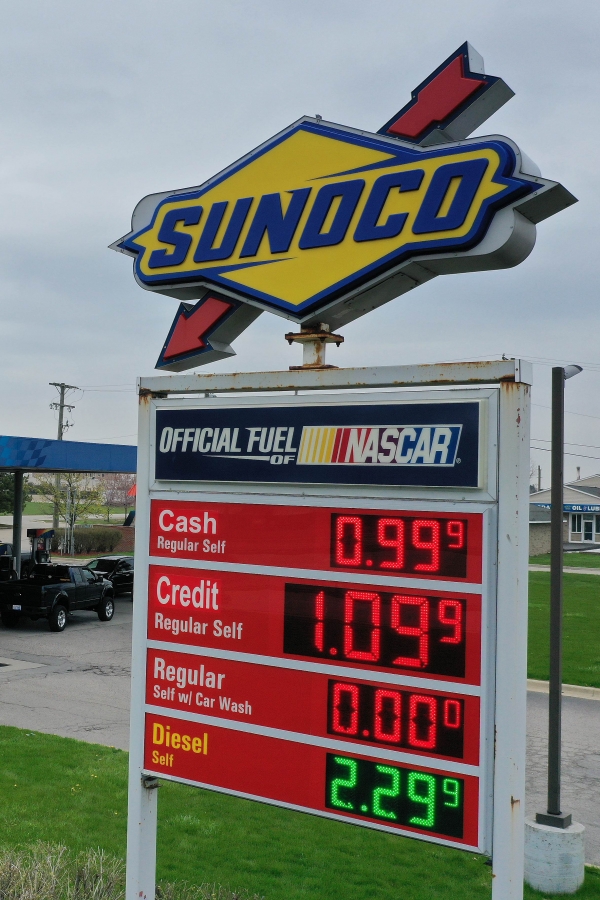 SUNOCO
OFFICIAL FUEL
OF
NASCAR
Cash
Regular Self
0.99 9
Credit
Regular Self
1.09 9
Regular
Self w/ Car Wash
0.00 0
Diesel
Self
2.29 9
OIL